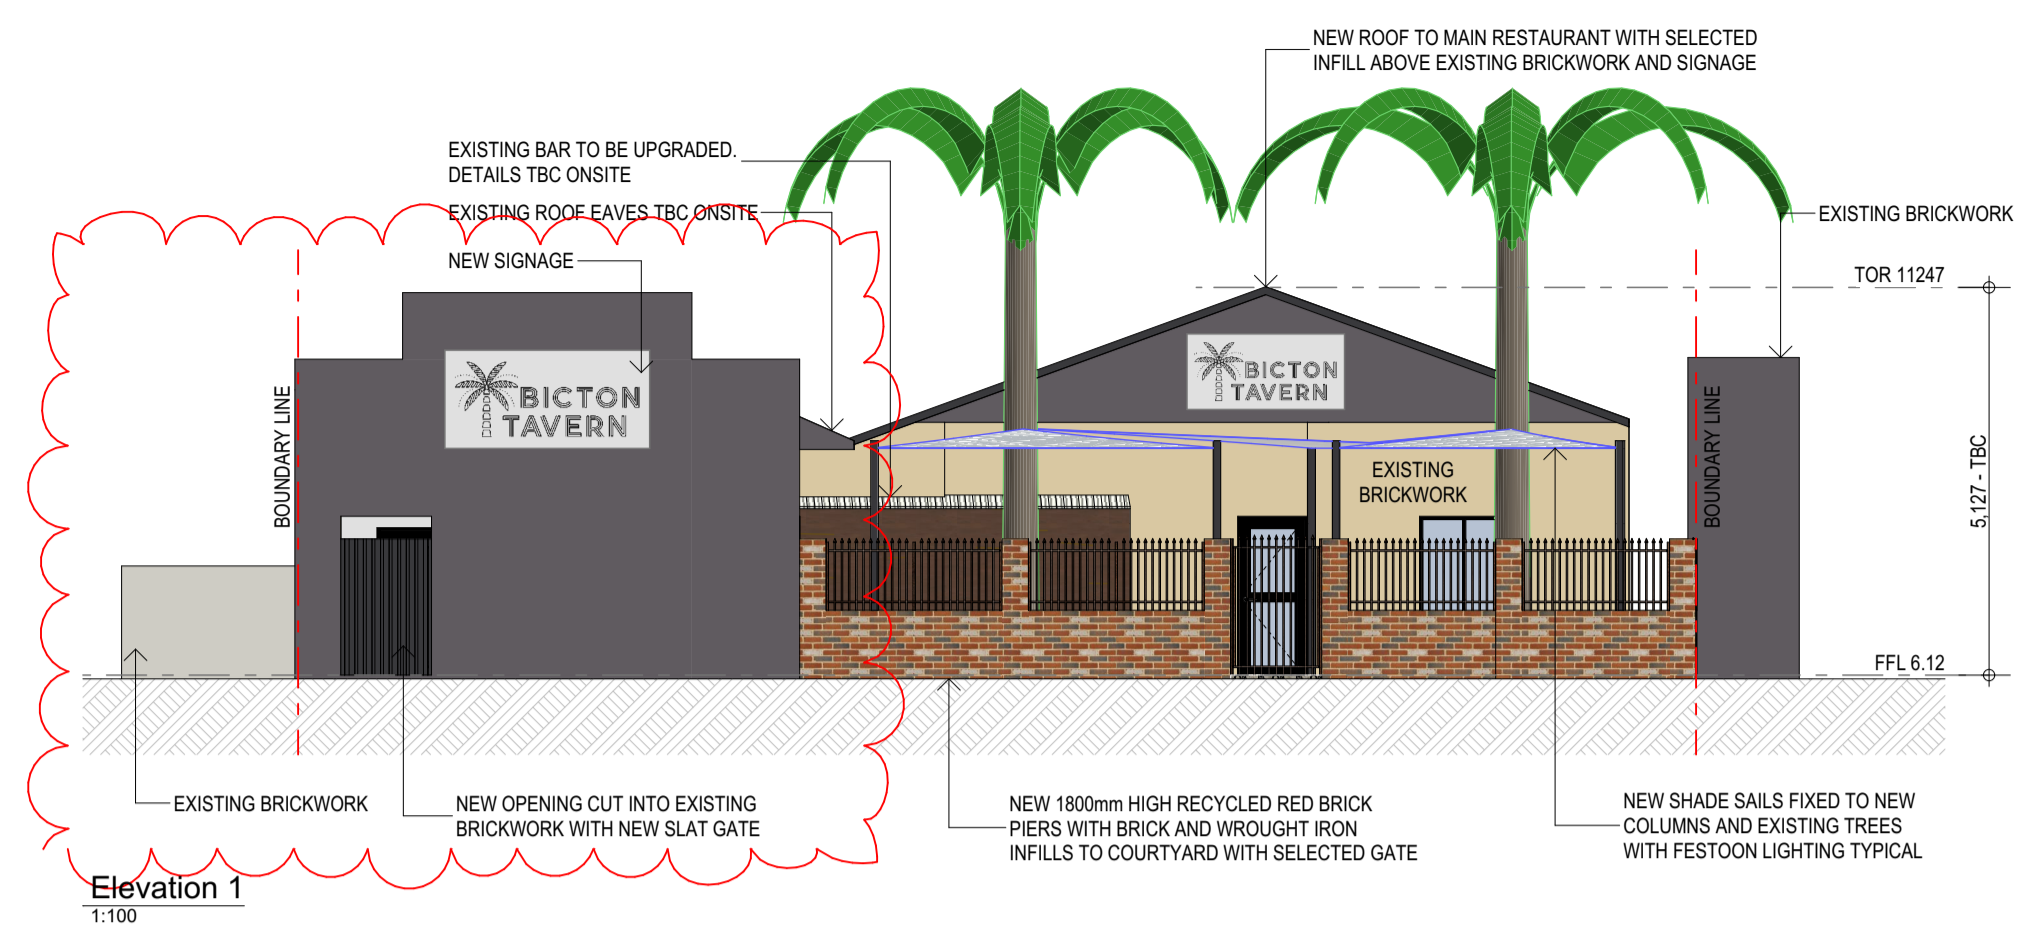 NEW ROOF TO MAIN RESTAURANT WITH SELECTED
INFILL ABOVE EXISTING BRICKWORK AND SIGNAGE
EXISTING BAR TO BE UPGRADED.
DETAILS TBC ONSITE
EXISTING ROOF EAVES TBC ONSITE
EXISTING BRICKWORK
NEW SIGNAGE
TOR 11247
BICTON
TAVERN
BICTON
TAVERN
BOUNDARY LINE
BOUNDARY LINE
EXISTING
BRICKWORK
5,127 - TBC
FFL 6.12
EXISTING BRICKWORK
NEW OPENING CUT INTO EXISTING
BRICKWORK WITH NEW SLAT GATE
NEW 1800mm HIGH RECYCLED RED BRICK
PIERS WITH BRICK AND WROUGHT IRON
INFILLS TO COURTYARD WITH SELECTED GATE
NEW SHADE SAILS FIXED TO NEW
COLUMNS AND EXISTING TREES
WITH FESTOON LIGHTING TYPICAL
Elevation 1
1:100